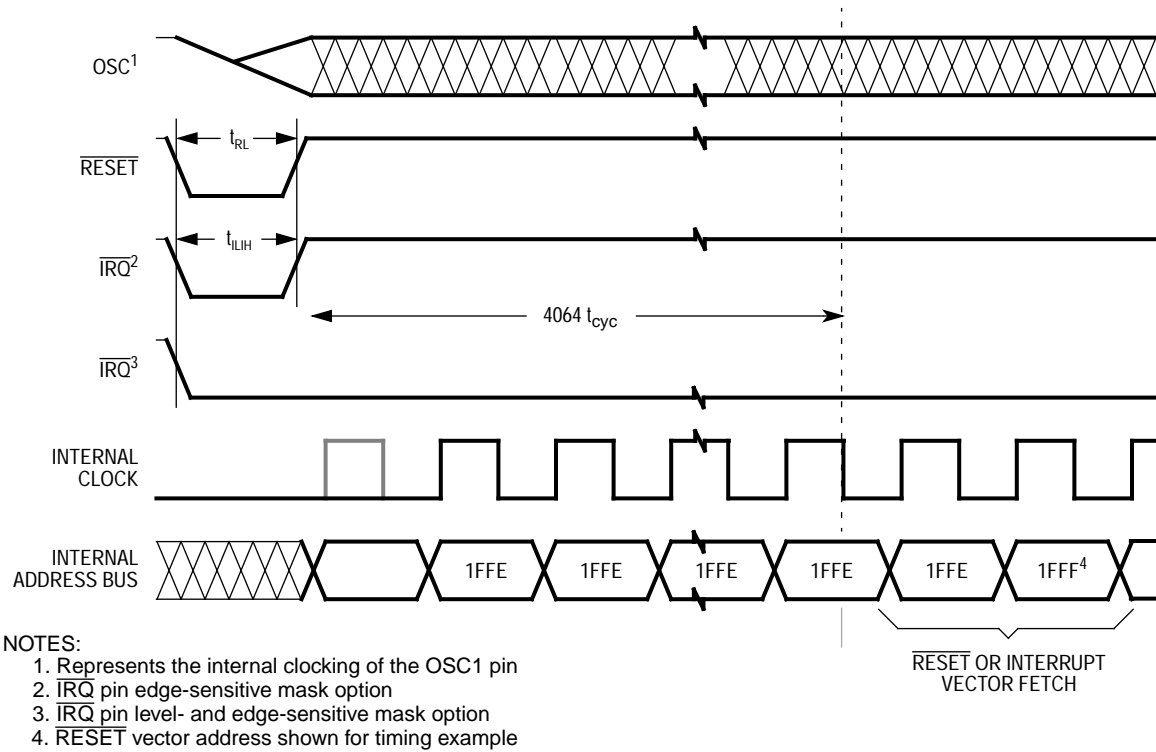 OSC1
tRL
RESET
tILIH
IRQ2
4064 tcyc
IRQ3
INTERNAL
CLOCK
INTERNAL
ADDRESS BUS
1FFE 1FFE 1FFE 1FFE 1FFE 1FFF4
RESET OR INTERRUPT
VECTOR FETCH
NOTES:
1. Represents the internal clocking of the OSC1 pin
2. IRQ pin edge-sensitive mask option
3. IRQ pin level- and edge-sensitive mask option
4. RESET vector address shown for timing example